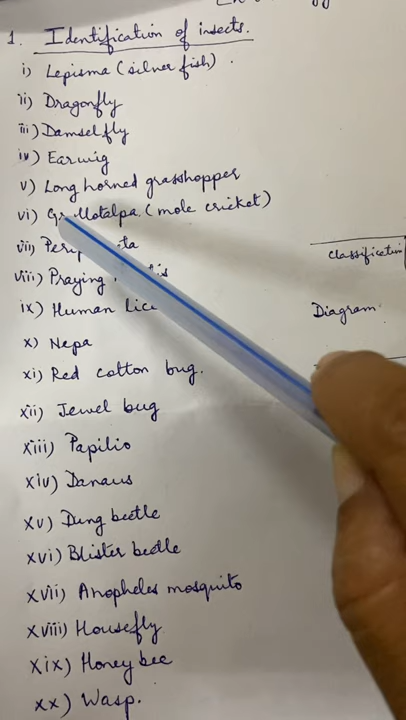 1. Identification of insects.
i) Lepisma (silver fish).
ii) Dragonfly
iii) Damselfly
iv) Earwig
v) Long horned grasshopper
vi) (mole cricket)
vii)
viii) Praying
ix) Human
x) Nepa
xi) Red cotton bug.
xii) Jewel bug
xiii) Papilio
xiv) Danaus
xv) Dung beetle
xvi) Blister beetle
xvii) Anopheles mosquito
xviii) Housefly
xix) Honey bee
xx) Wasp.
Classification
Diagram